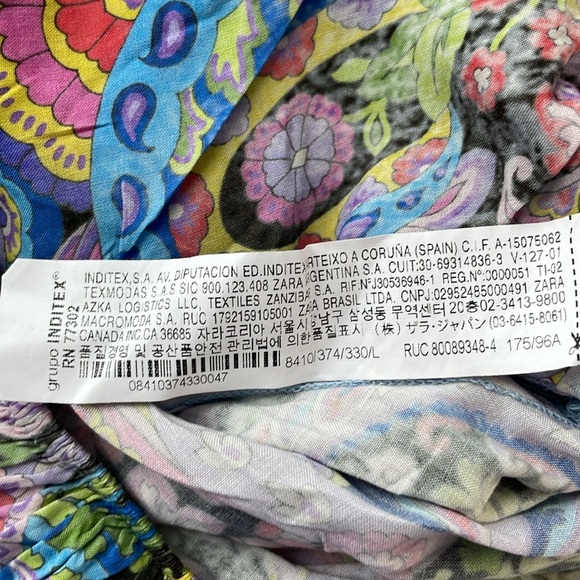 grupo INDITEX®
RN 77302
INDITEX,S.A. AV. DIPUTACION ED.INDITEX ARTEIXO A CORUÑA (SPAIN) C.I.F. A-15075062
TEXMODAS S.A.S SIC 900.123.408 ZARA ARGENTINA S.A. CUIT:30-69314836-3 V-127-01
AZKA LOGISTICS LLC, TEXTILES ZANZIBAR S.A. RIF:Nº:J30536946-1 REG.Nº:0000051 TI-02
MACROMODA S.A. RUC 1792159105001 ZARA BRASIL LTDA, CNPJ:02952485000491 ZARA
CANADA INC.CA 36685 자라코리아 서울시 강남구 삼성동 무역센터 2C층 02-3413-9800
품질경영 및 공산품안전 관리법에 의한품질표시 (株) ザラ・ジャパン (03-6415-8061)
8410/374/330/L RUC 80089348-4 175/96A
08410374330047